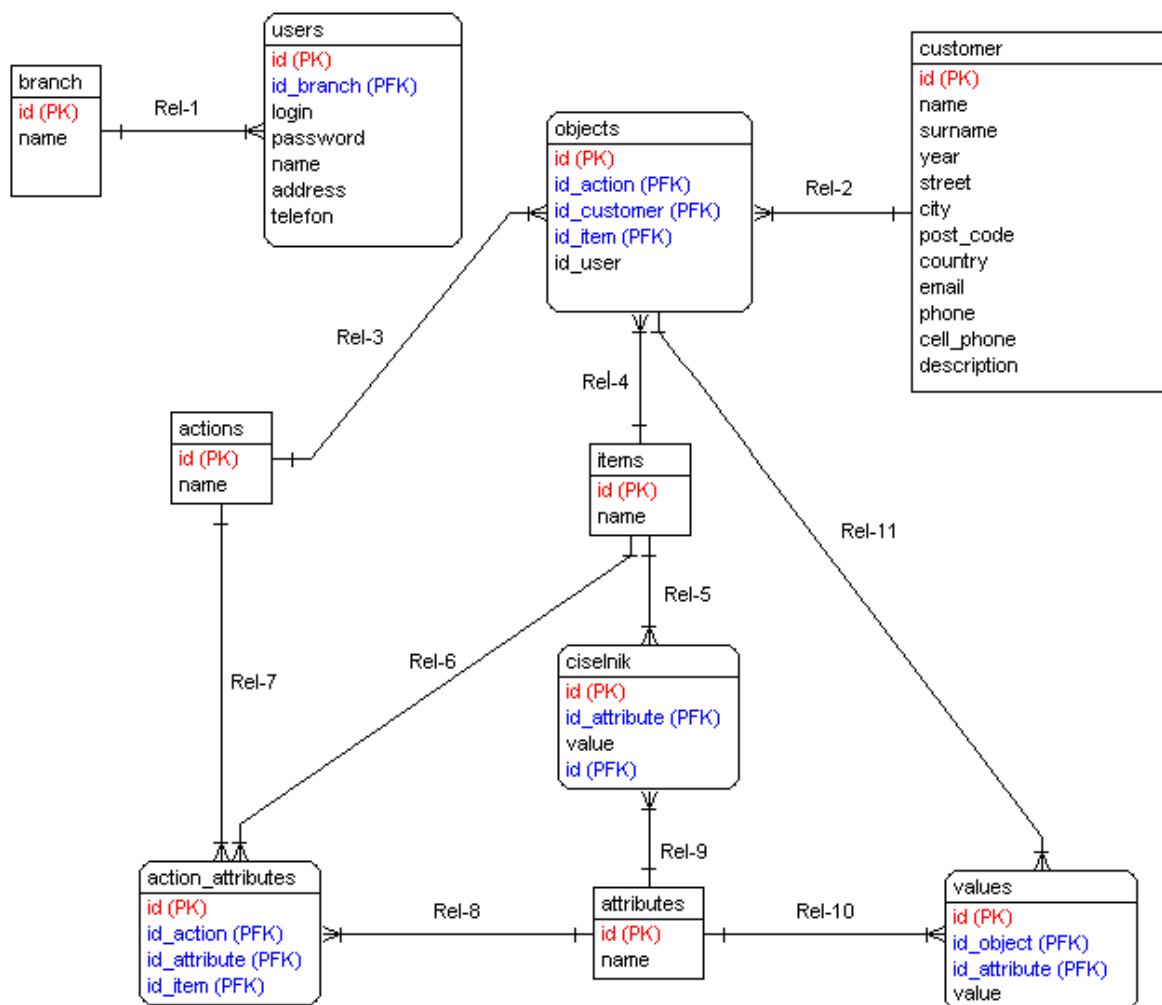 users
id (PK)
id_branch (PFK)
login
password
name
address
telefon
branch
id (PK)
name
Rel-1
customer
id (PK)
name
surname
year
street
city
post_code
country
email
phone
cell_phone
description
objects
id (PK)
id_action (PFK)
id_customer (PFK)
id_item (PFK)
id_user
Rel-2
Rel-3
Rel-4
actions
id (PK)
name
items
id (PK)
name
Rel-11
Rel-5
Rel-6
Rel-7
ciselnik
id (PK)
id_attribute (PFK)
value
id (PFK)
Rel-9
action_attributes
id (PK)
id_action (PFK)
id_attribute (PFK)
id_item (PFK)
Rel-8
attributes
id (PK)
name
Rel-10
values
id (PK)
id_object (PFK)
id_attribute (PFK)
value